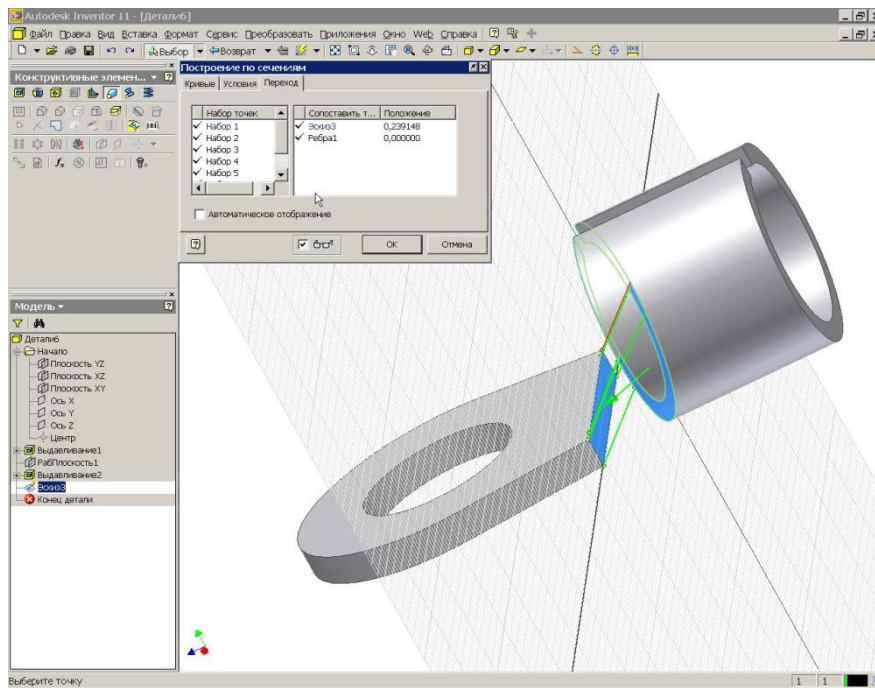 Autodesk Inventor 11 - [Деталь6]
Файл Правка Вид Вставка Формат Сервис Преобразовать Приложения Окно Web Справка
Выбор Возврат
Конструктивные элемен...
Построение по сечениям
Кривые Условия Переход
Набор точек
Набор 1
Набор 2
Набор 3
Набор 4
Набор 5
Сопоставить т... Положение
Эскиз3 0,239148
Ребра1 0,000000
Автоматическое отображение
ОК Отмена
Модель
Деталь6
Начало
Плоскость YZ
Плоскость XZ
Плоскость XY
Ось X
Ось Y
Ось Z
Центр
Выдавливание1
РабПлоскость1
Выдавливание2
Эскиз3
Конец детали
Выберите точку
1 1